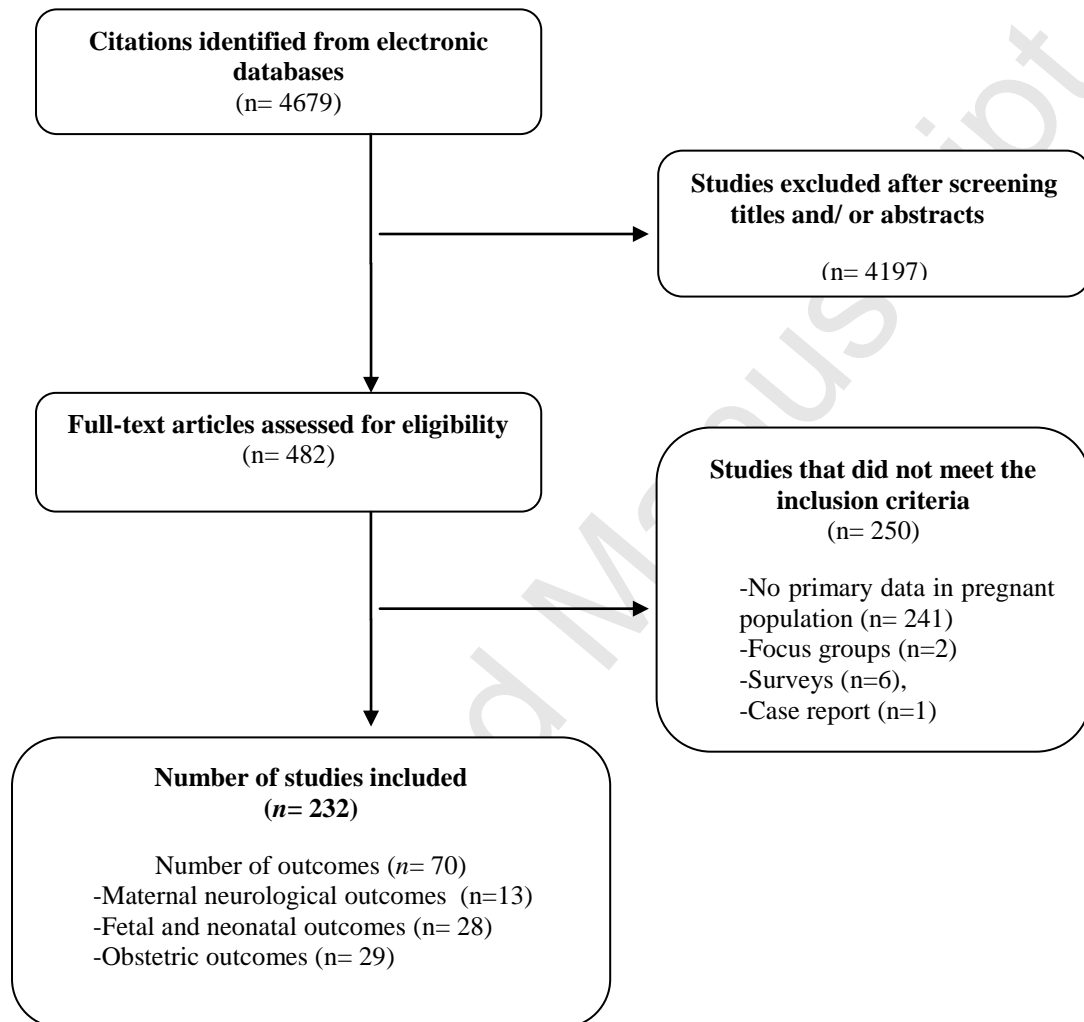 Citations identified from electronic
databases
(n= 4679)
Studies excluded after screening
titles and/ or abstracts
(n= 4197)
Full-text articles assessed for eligibility
(n= 482)
Studies that did not meet the
inclusion criteria
(n= 250)
-No primary data in pregnant
population (n= 241)
-Focus groups (n=2)
-Surveys (n=6),
-Case report (n=1)
Number of studies included
(n= 232)
Number of outcomes (n= 70)
-Maternal neurological outcomes (n=13)
-Fetal and neonatal outcomes (n= 28)
-Obstetric outcomes (n= 29)